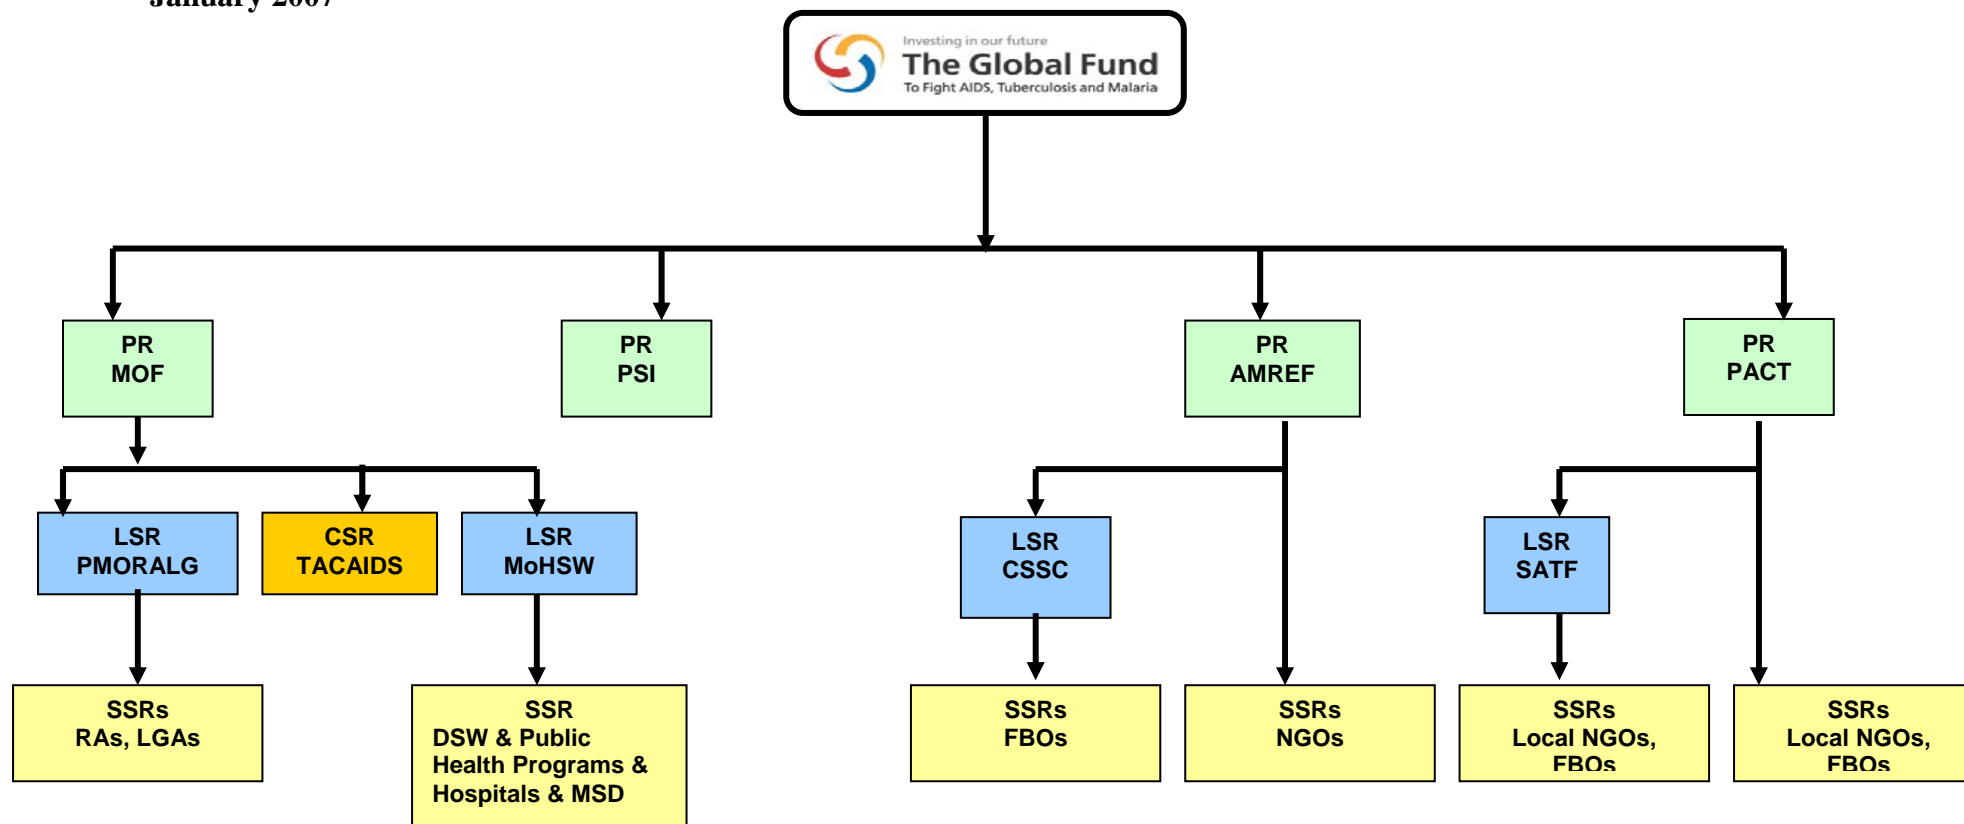 January 2007
Investing in our future
The Global Fund
To Fight AIDS, Tuberculosis and Malaria
PR
MOF
PR
PSI
PR
AMREF
PR
PACT
LSR
PMORALG
CSR
TACAIDS
LSR
MoHSW
LSR
CSSC
LSR
SATF
SSRs
RAs, LGAs
SSR
DSW & Public
Health Programs &
Hospitals & MSD
SSRs
FBOs
SSRs
NGOs
SSRs
Local NGOs,
FBOs
SSRs
Local NGOs,
FBOs